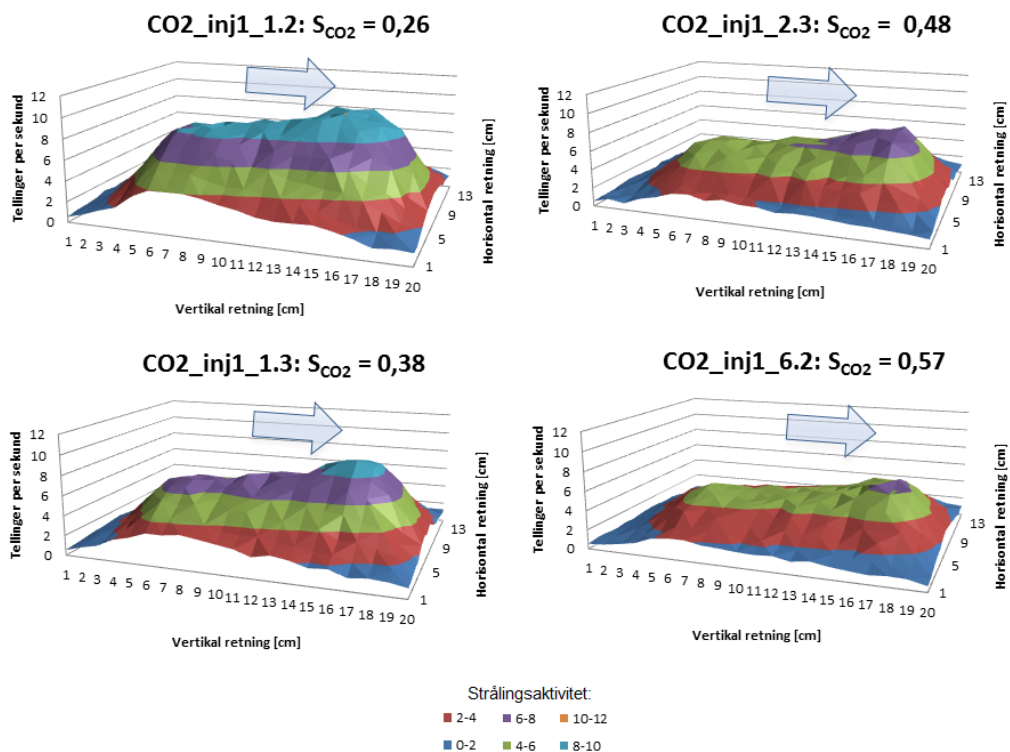 CO2_inj1_1.2: SCO2 = 0,26
12
10
8
6
4
2
0
Tellinger per sekund
1 2 3 4 5 6 7 8 9 10 11 12 13 14 15 16 17 18 19 20
Vertikal retning [cm]
1
5
9
13
Horisontal retning [cm]
CO2_inj1_2.3: SCO2 = 0,48
12
10
8
6
4
2
0
Tellinger per sekund
1 2 3 4 5 6 7 8 9 10 11 12 13 14 15 16 17 18 19 20
Vertikal retning [cm]
1
5
9
13
Horisontal retning [cm]
CO2_inj1_1.3: SCO2 = 0,38
12
10
8
6
4
2
0
Tellinger per sekund
1 2 3 4 5 6 7 8 9 10 11 12 13 14 15 16 17 18 19 20
Vertikal retning [cm]
1
5
9
13
Horisontal retning [cm]
CO2_inj1_6.2: SCO2 = 0,57
12
10
8
6
4
2
0
Tellinger per sekund
1 2 3 4 5 6 7 8 9 10 11 12 13 14 15 16 17 18 19 20
Vertikal retning [cm]
1
5
9
13
Horisontal retning [cm]
Strålingsaktivitet:
2-4 6-8 10-12
0-2 4-6 8-10